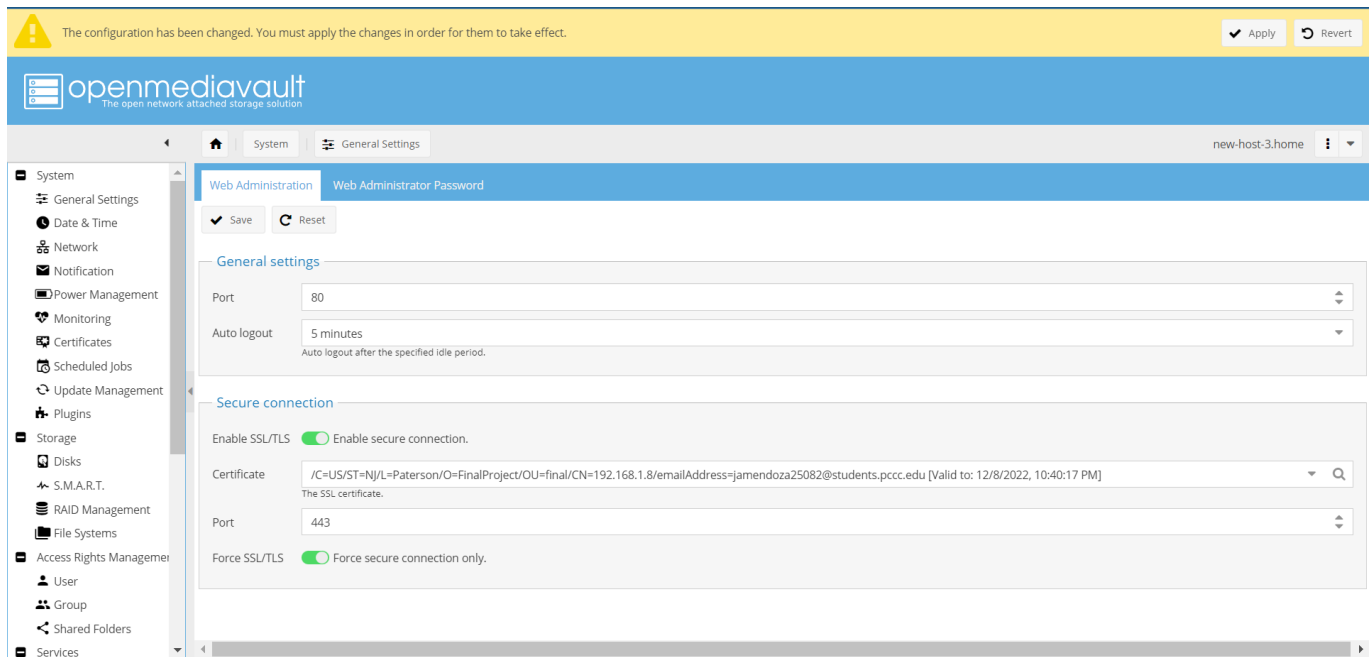 The configuration has been changed. You must apply the changes in order for them to take effect.
Apply
Revert
openmediavault
The open network attached storage solution
System
General Settings
new-host-3.home
System
General Settings
Date & Time
Network
Notification
Power Management
Monitoring
Certificates
Scheduled Jobs
Update Management
Plugins
Storage
Disks
S.M.A.R.T.
RAID Management
File Systems
Access Rights Managemer
User
Group
Shared Folders
Services
Web Administration
Web Administrator Password
Save
Reset
General settings
Port
80
Auto logout
5 minutes
Auto logout after the specified idle period.
Secure connection
Enable SSL/TLS
Enable secure connection.
Certificate
/C=US/ST=NJ/L=Paterson/O=FinalProject/OU=final/CN=192.168.1.8/emailAddress=jamendoza25082@students.pccc.edu [Valid to: 12/8/2022, 10:40:17 PM]
The SSL certificate.
Port
443
Force SSL/TLS
Force secure connection only.